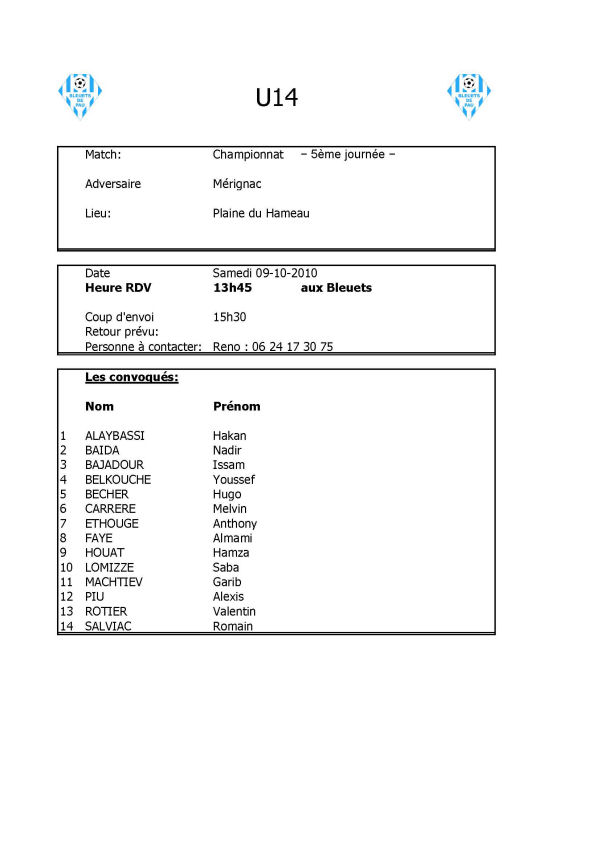 BLEUETS
DE
PAU
U14
BLEUETS
DE
PAU
Match: Championnat – 5ème journée –
Adversaire Mérignac
Lieu: Plaine du Hameau
Date Samedi 09-10-2010
Heure RDV 13h45 aux Bleuets
Coup d'envoi 15h30
Retour prévu:
Personne à contacter: Reno : 06 24 17 30 75
Les convoqués:
Nom Prénom
1 ALAYBASSI Hakan
2 BAIDA Nadir
3 BAJADOUR Issam
4 BELKOUCHE Youssef
5 BECHER Hugo
6 CARRERE Melvin
7 ETHOUGE Anthony
8 FAYE Almami
9 HOUAT Hamza
10 LOMIZZE Saba
11 MACHTIEV Garib
12 PIU Alexis
13 ROTIER Valentin
14 SALVIAC Romain